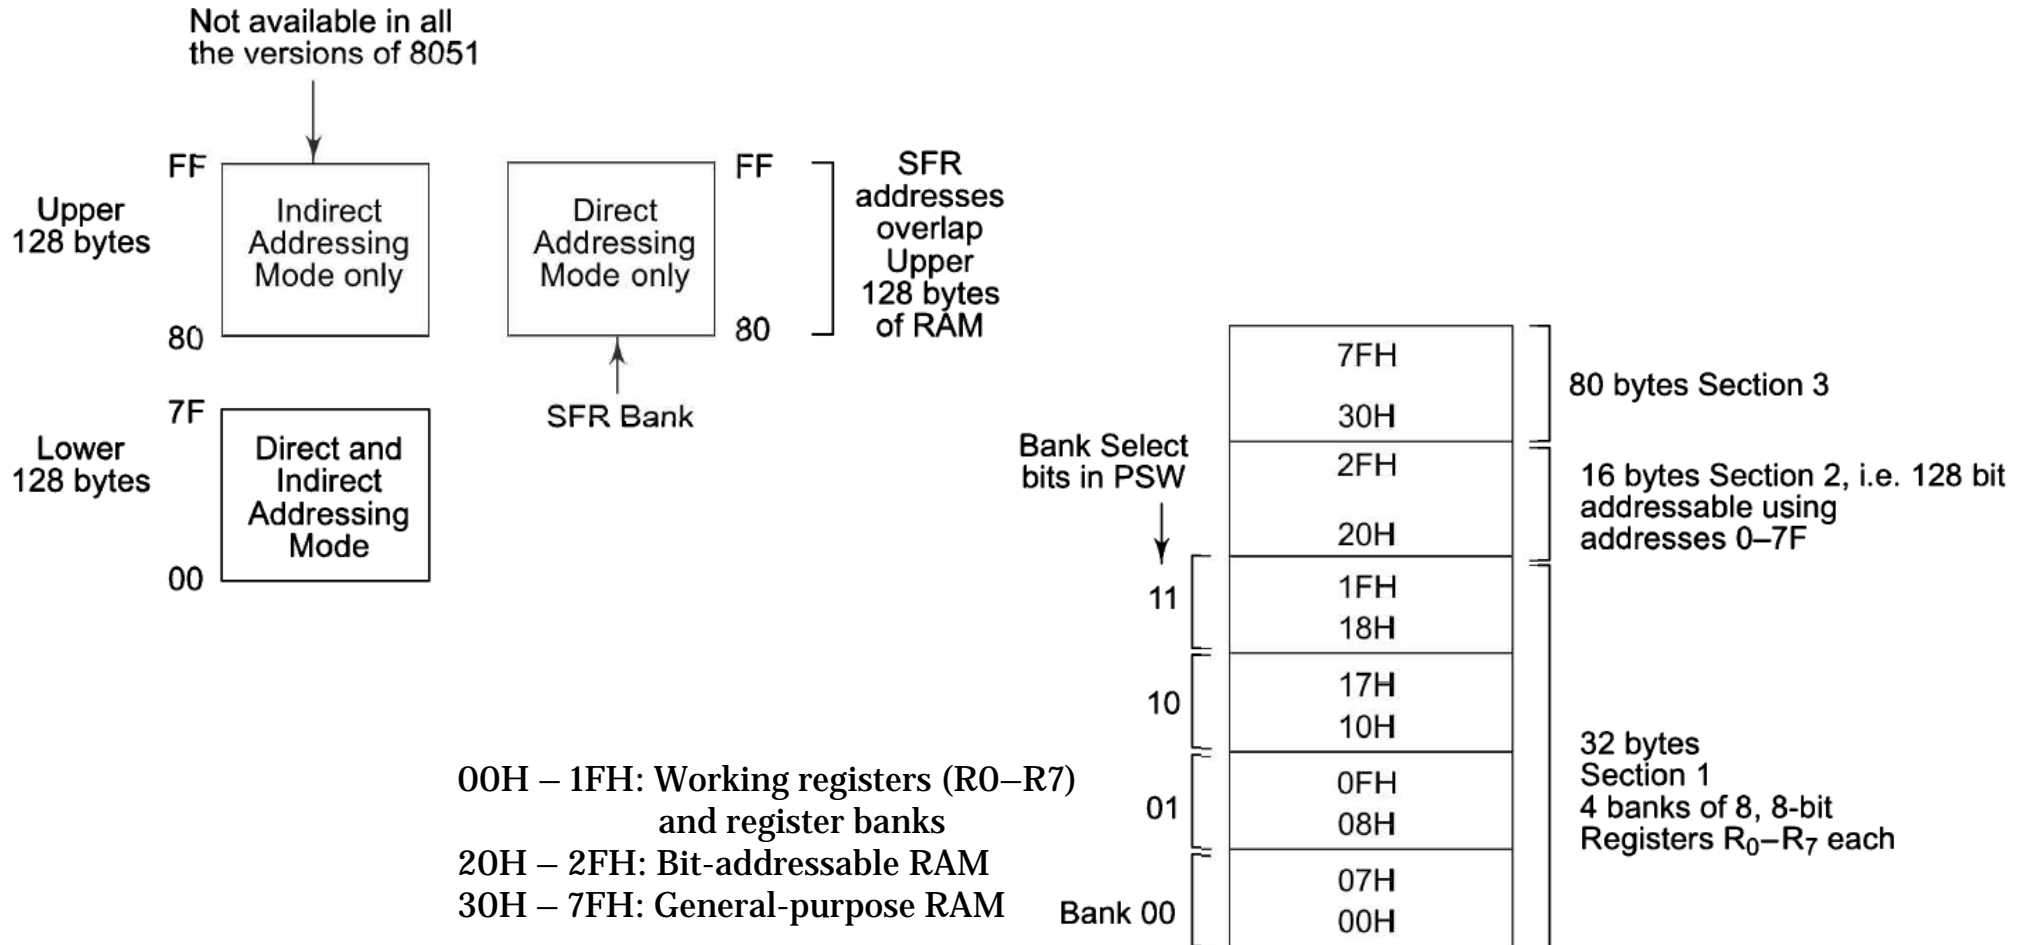 Not available in all
the versions of 8051
FF
Upper
128 bytes
Indirect
Addressing
Mode only
80
Direct
Addressing
Mode only
FF
80
SFR
addresses
overlap
Upper
128 bytes
of RAM
SFR Bank
7F
Lower
128 bytes
Direct and
Indirect
Addressing
Mode
00
Bank Select
bits in PSW
7FH
30H
80 bytes Section 3
2FH
20H
16 bytes Section 2, i.e. 128 bit
addressable using
addresses 0–7F
11
1FH
18H
10
17H
10H
01
0FH
08H
Bank 00
07H
00H
32 bytes
Section 1
4 banks of 8, 8-bit
Registers R0–R7 each
00H – 1FH: Working registers (R0–R7)
and register banks
20H – 2FH: Bit-addressable RAM
30H – 7FH: General-purpose RAM